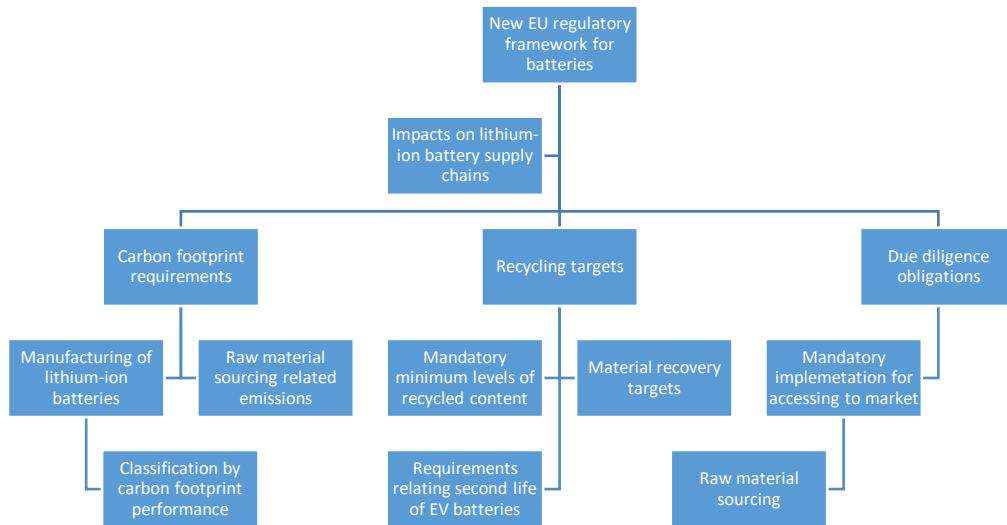 New EU regulatory
framework for
batteries
Impacts on lithium-
ion battery supply
chains
Carbon footprint
requirements
Recycling targets
Due diligence
obligations
Manufacturing of
lithium-ion
batteries
Raw material
sourcing related
emissions
Mandatory
minimum levels of
recycled content
Material recovery
targets
Mandatory
implemetation for
accessing to market
Classification by
carbon footprint
performance
Requirements
relating second life
of EV batteries
Raw material
sourcing